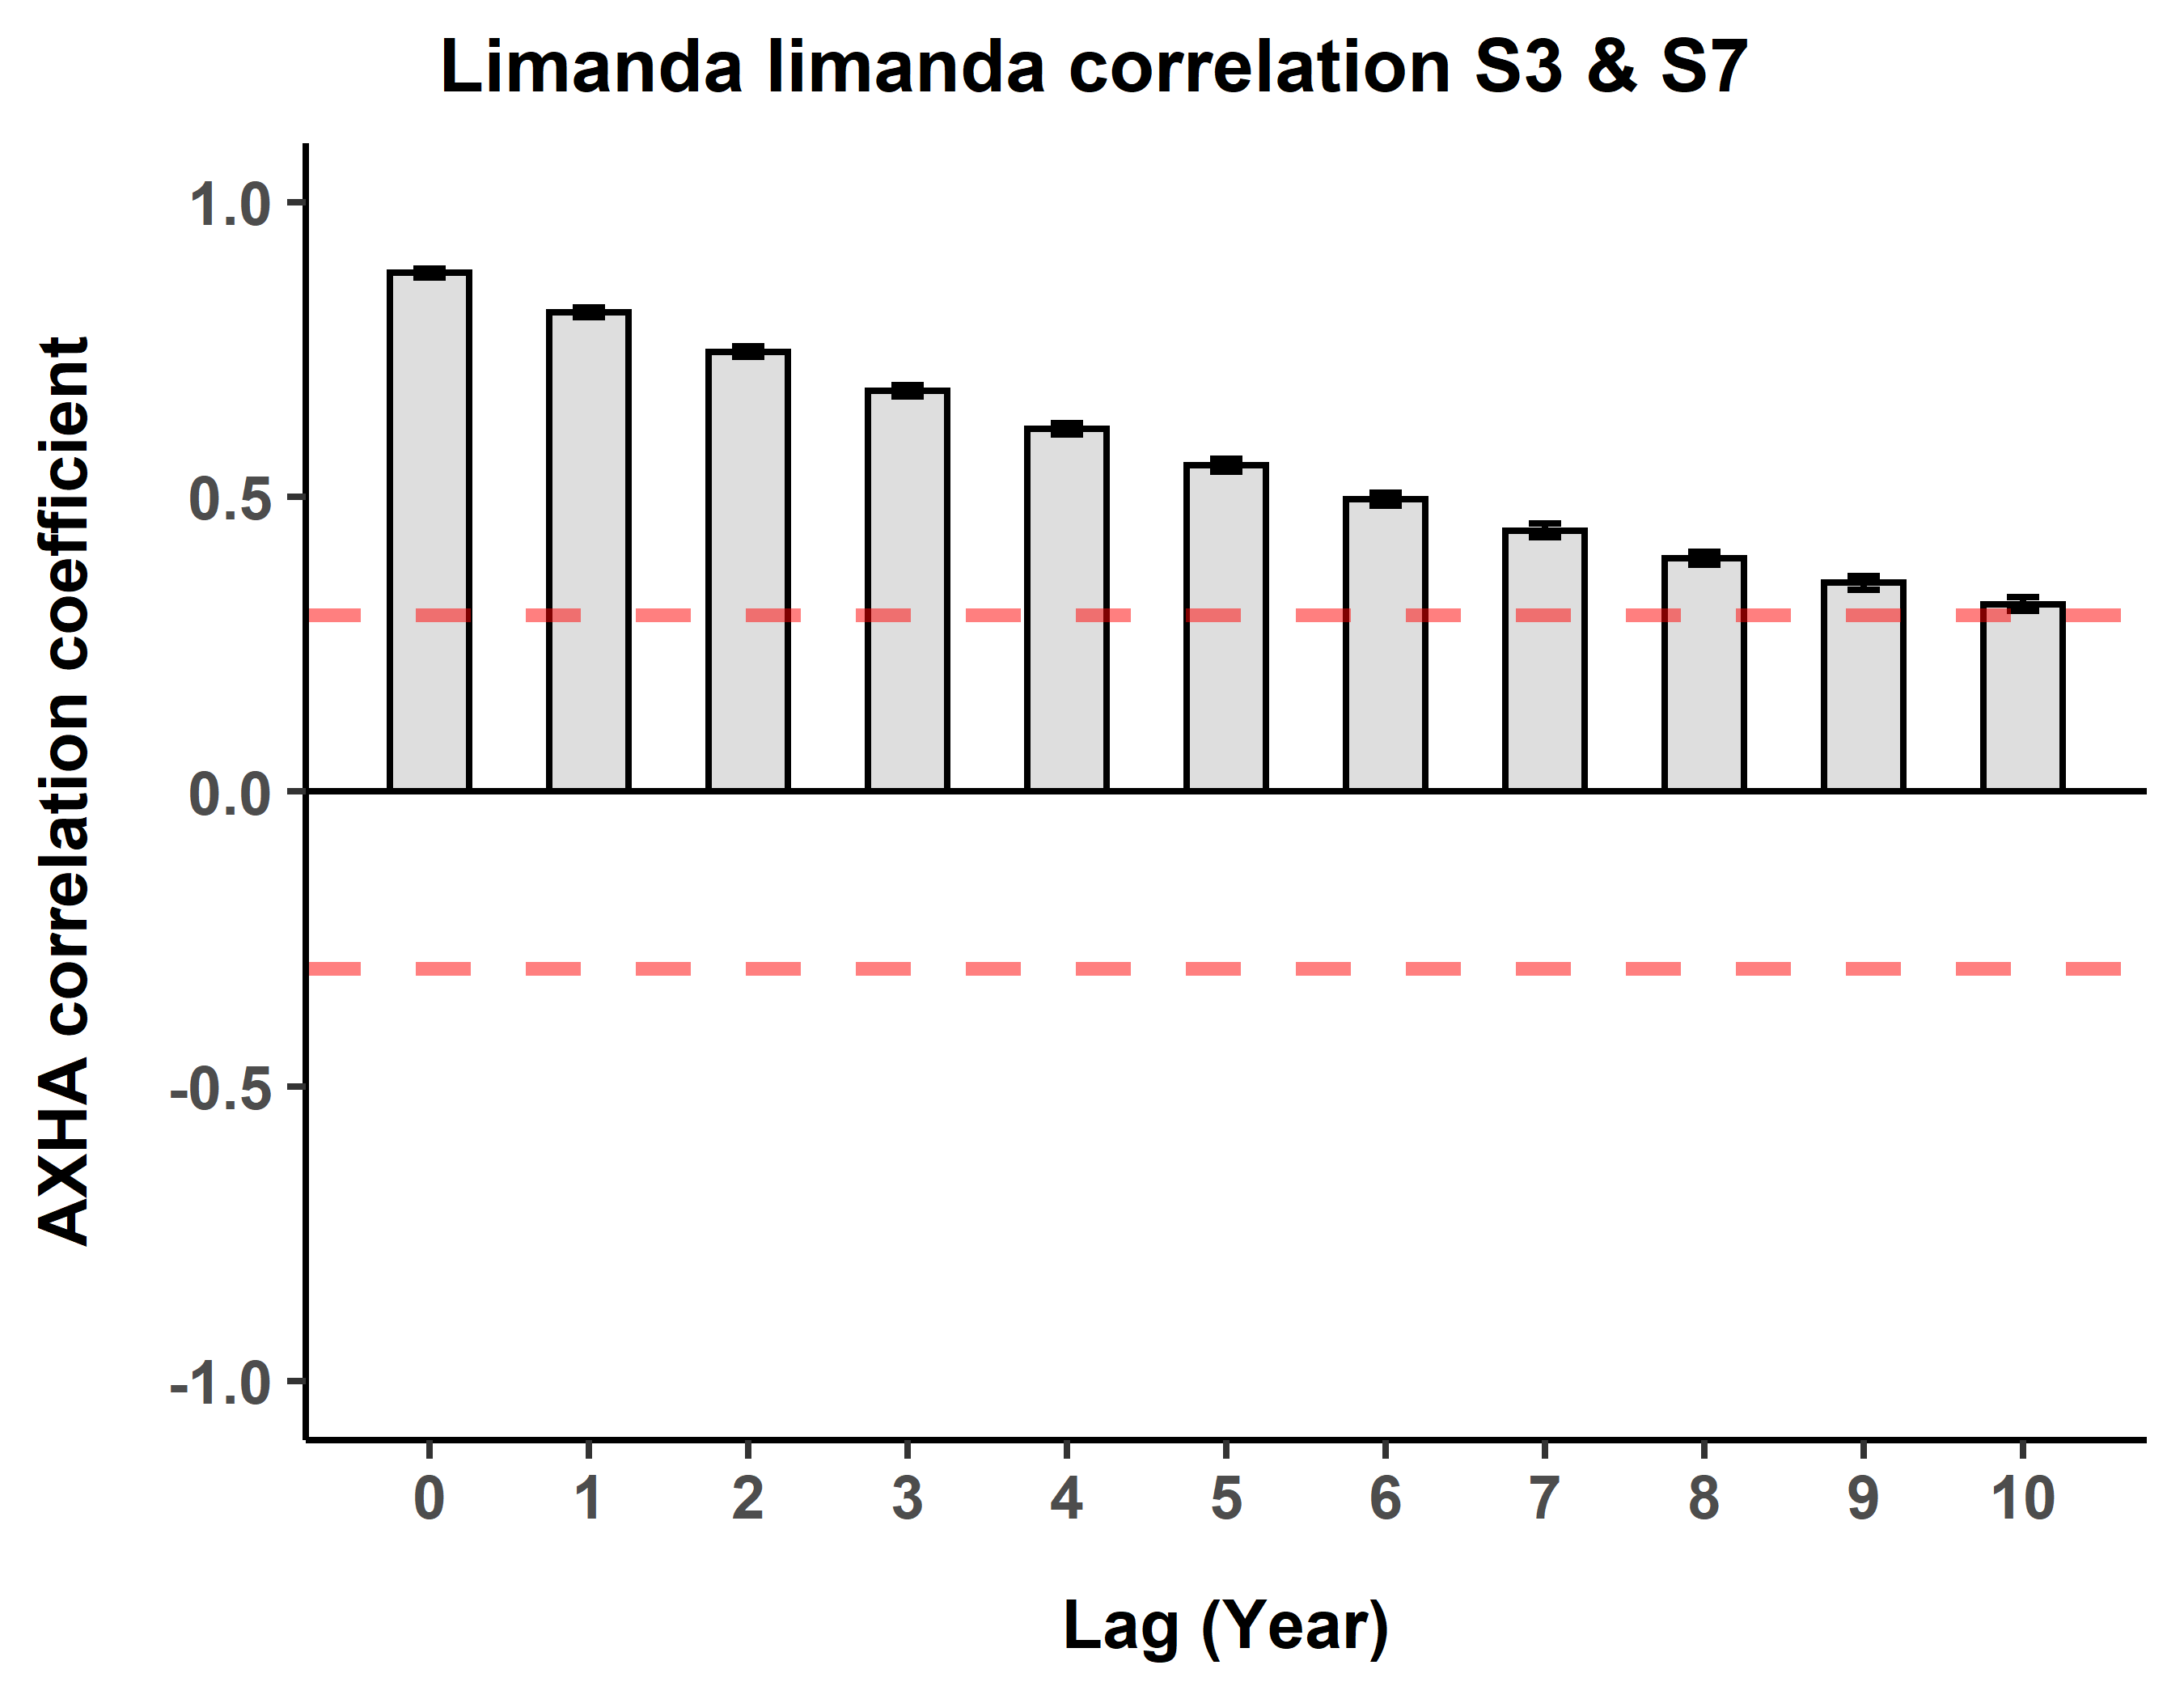 Limanda limanda correlation S3 & S7
AXHA correlation coefficient
1.0
0.5
0.0
-0.5
-1.0
0 1 2 3 4 5 6 7 8 9 10
Lag (Year)